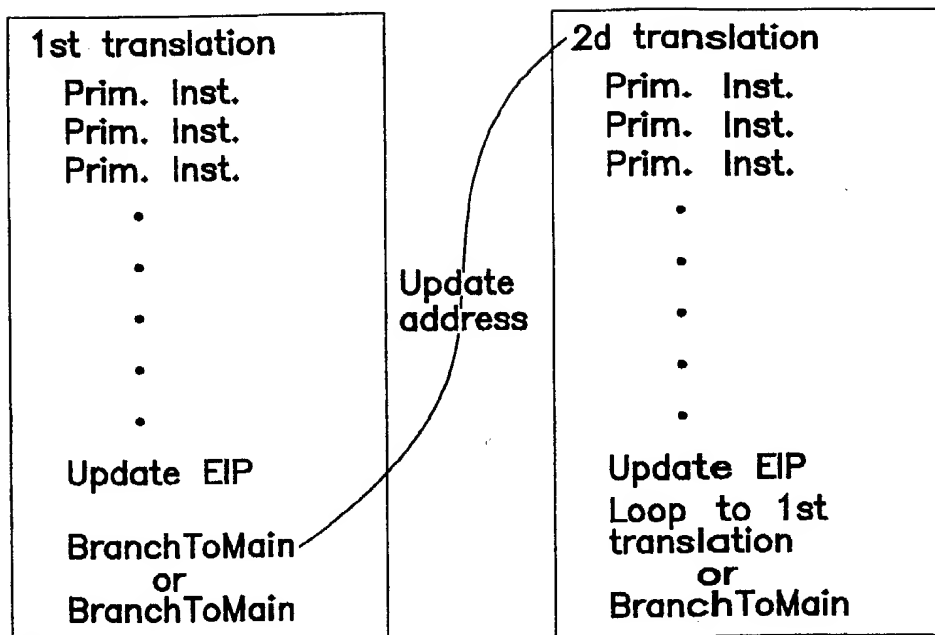 1st translation
Prim. Inst.
Prim. Inst.
Prim. Inst.
Update EIP
BranchToMain
or
BranchToMain
Update
address
2d translation
Prim. Inst.
Prim. Inst.
Prim. Inst.
Update EIP
Loop to 1st
translation
or
BranchToMain